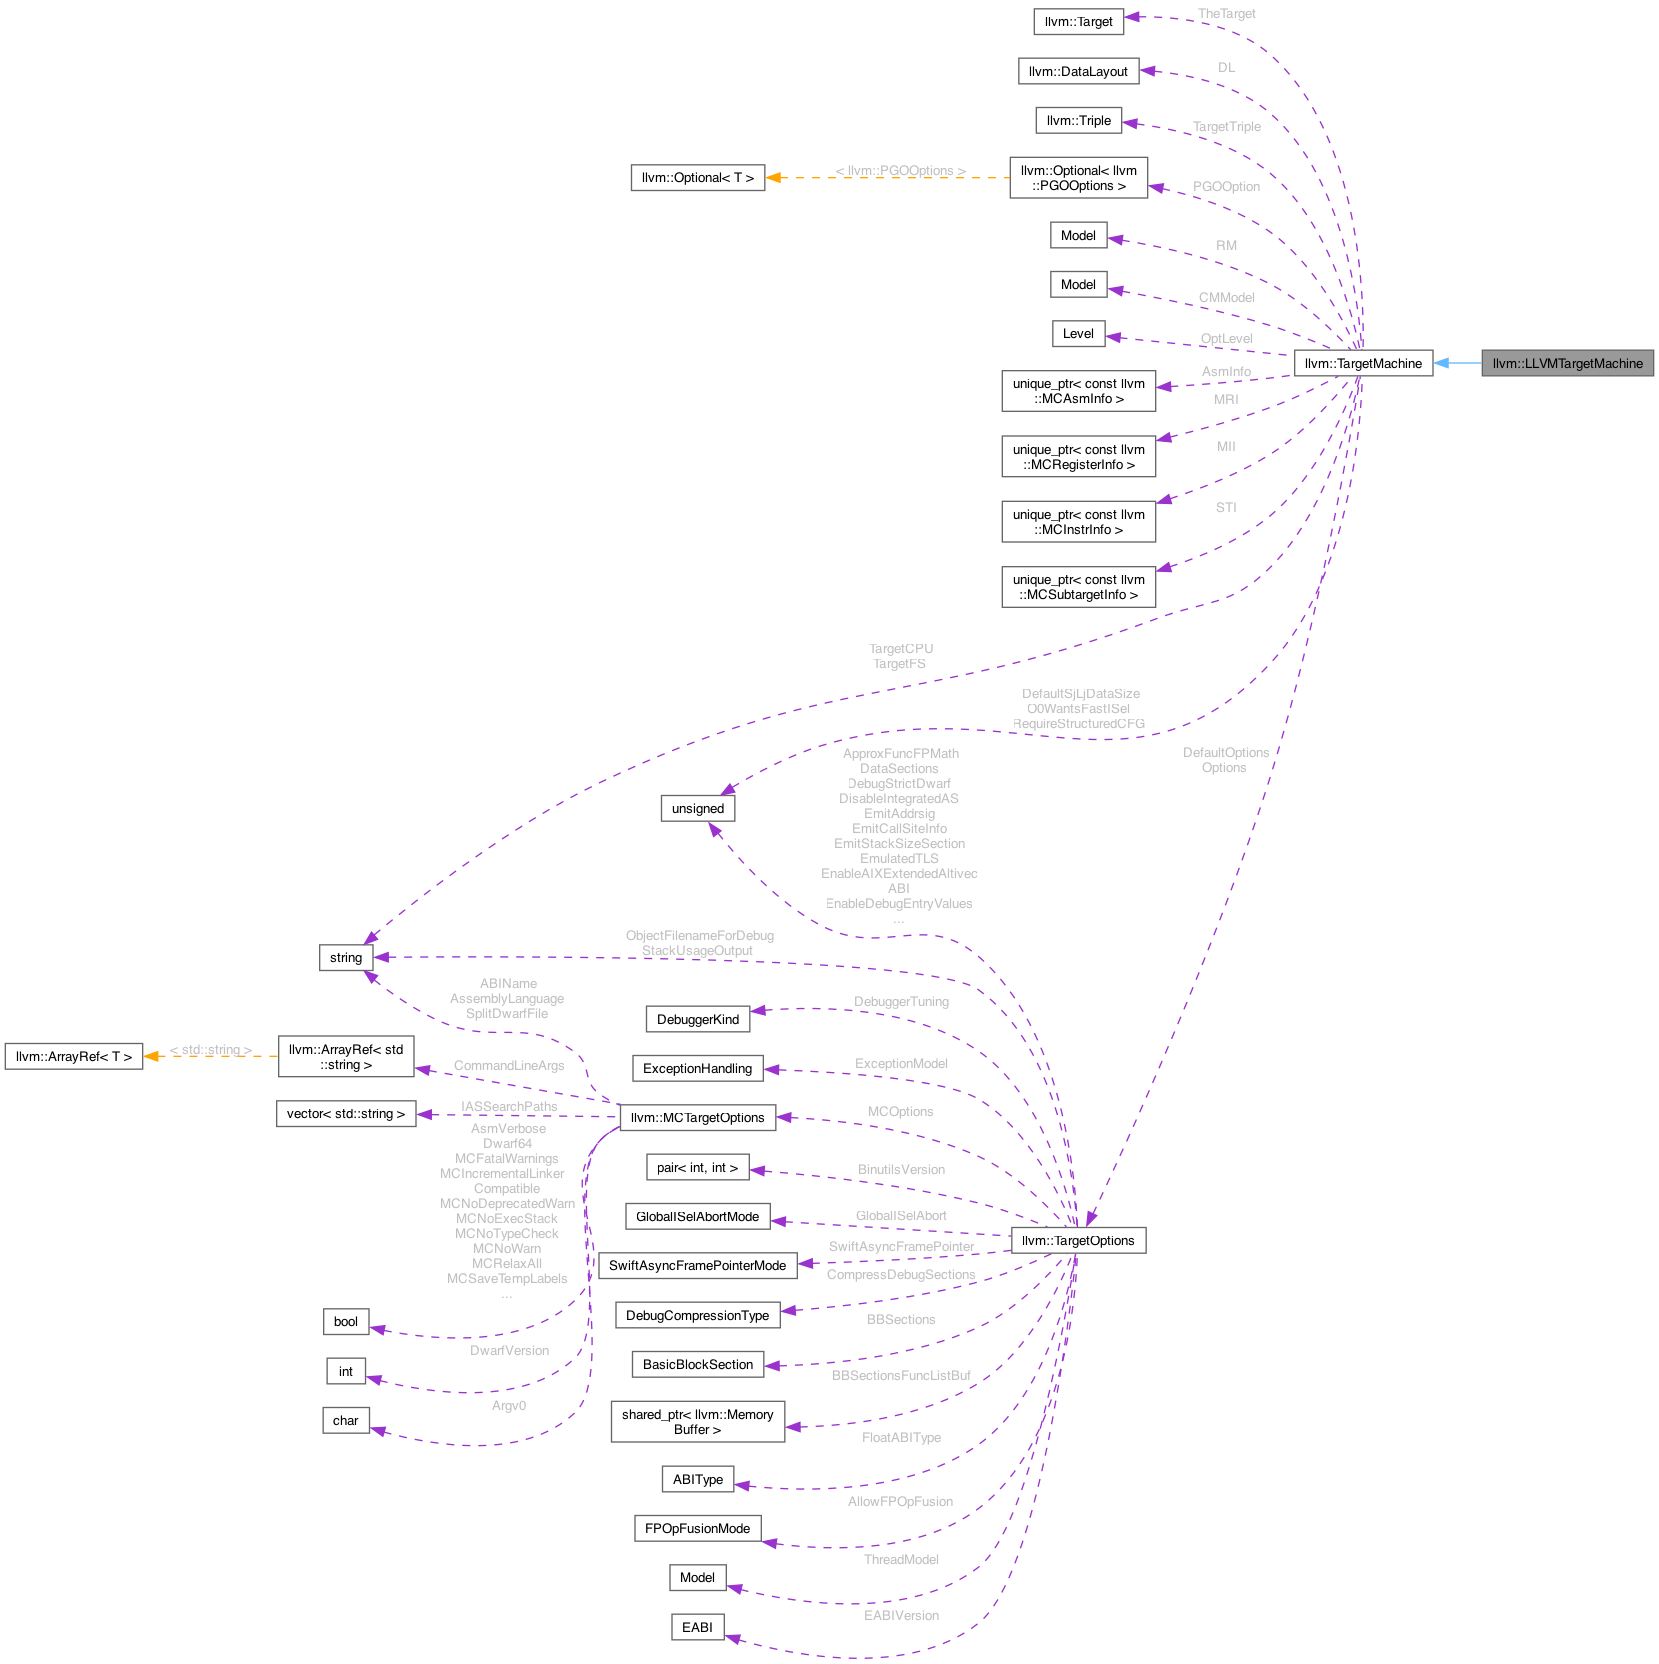 llvm::Target
TheTarget
llvm::DataLayout
DL
llvm::Triple
TargetTriple
llvm::Optional< T >
< llvm::PGOOptions >
llvm::Optional< llvm
::PGOOptions >
PGOOption
Model
RM
Model
CMModel
Level
OptLevel
llvm::TargetMachine
llvm::LLVMTargetMachine
unique_ptr< const llvm
::MCAsmInfo >
AsmInfo
MRI
unique_ptr< const llvm
::MCRegisterInfo >
MII
unique_ptr< const llvm
::MCInstrInfo >
STI
unique_ptr< const llvm
::MCSubtargetInfo >
TargetCPU
TargetFS
DefaultSjLjDataSize
O0WantsFastISel
RequireStructuredCFG
DefaultOptions
Options
unsigned
ApproxFuncFPMath
DataSections
DebugStrictDwarf
DisableIntegratedAS
EmitAddrsig
EmitCallSiteInfo
EmitStackSizeSection
EmulatedTLS
EnableAIXExtendedAltivec
ABI
EnableDebugEntryValues
...
string
ObjectFilenameForDebug
StackUsageOutput
ABIName
AssemblyLanguage
SplitDwarfFile
DebuggerKind
DebuggerTuning
llvm::ArrayRef< T >
< std::string >
llvm::ArrayRef< std
::string >
CommandLineArgs
ExceptionHandling
ExceptionModel
vector< std::string >
IASSearchPaths
llvm::MCTargetOptions
MCOptions
AsmVerbose
Dwarf64
MCFatalWarnings
MCIncrementalLinker
Compatible
MCNoDeprecatedWarn
MCNoExecStack
MCNoTypeCheck
MCNoWarn
MCRelaxAll
MCSaveTempLabels
...
pair< int, int >
BinutilsVersion
GlobalISelAbortMode
GlobalISelAbort
llvm::TargetOptions
SwiftAsyncFramePointerMode
SwiftAsyncFramePointer
DebugCompressionType
CompressDebugSections
bool
BBSections
DwarfVersion
int
BasicBlockSection
BBSectionsFuncListBuf
char
Argv0
shared_ptr< llvm::Memory
Buffer >
FloatABIType
ABIType
AllowFPOpFusion
FPOpFusionMode
ThreadModel
Model
EABIVersion
EABI